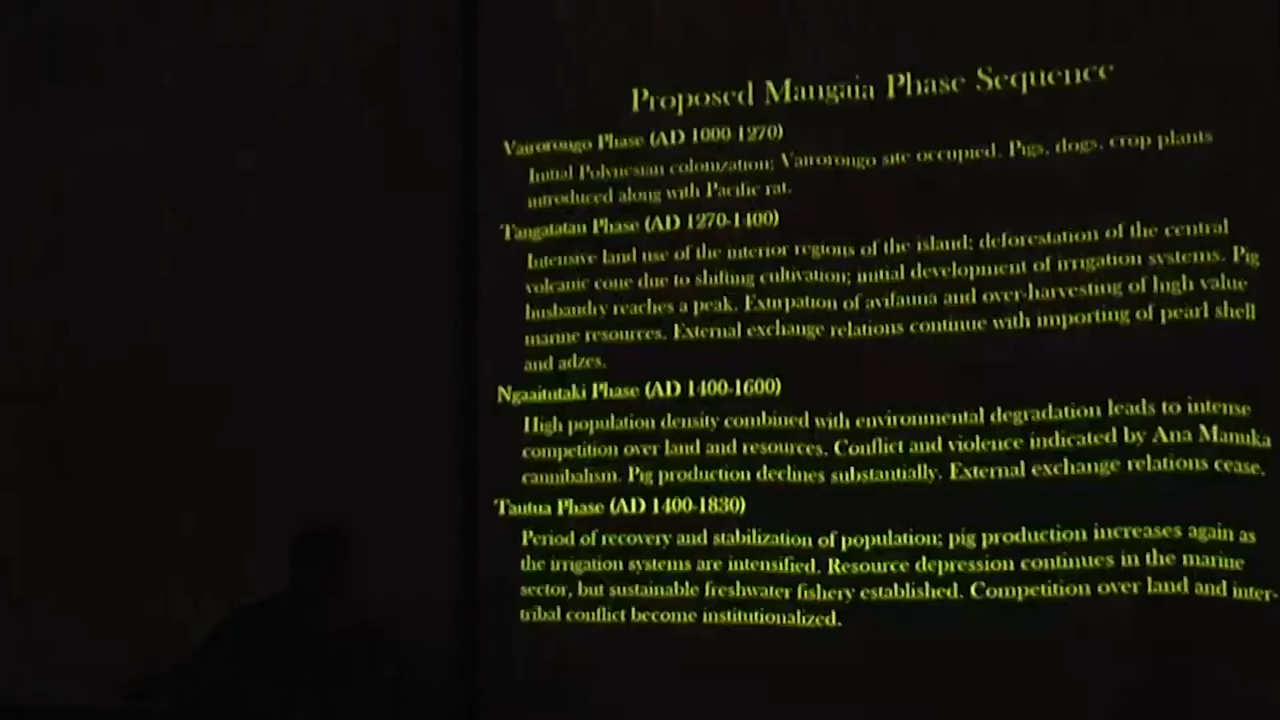 Proposed Mangaia Phase Sequence
Vairorongo Phase (AD 1000-1270)
Initial Polynesian colonization; Vairorongo site occupied. Pigs, dogs, crop plants
introduced along with Pacific rat.
Tangatatau Phase (AD 1270-1400)
Intensive land use of the interior regions of the island; deforestation of the central
volcanic cone due to shifting cultivation; initial development of irrigation systems. Pig
husbandry reaches a peak. Extirpation of avifauna and over-harvesting of high value
marine resources. External exchange relations continue with importing of pearl shell
and adzes.
Ngaaitutaki Phase (AD 1400-1600)
High population density combined with environmental degradation leads to intense
competition over land and resources. Conflict and violence indicated by Ana Manuka
cannibalism. Pig production declines substantially. External exchange relations cease.
Tautua Phase (AD 1400-1830)
Period of recovery and stabilization of population; pig production increases again as
the irrigation systems are intensified. Resource depression continues in the marine
sector, but sustainable freshwater fishery established. Competition over land and inter-
tribal conflict become institutionalized.